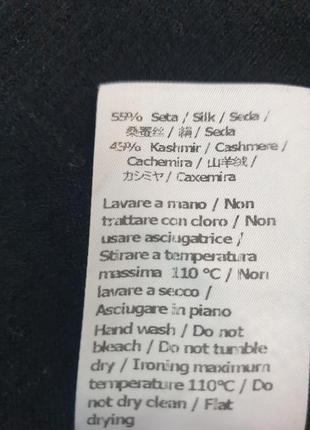 55% Seta / Silk / Seda /
桑蚕丝 / 絹 / Seda
45% Kashmir / Cashmere /
Cachemira / 山羊绒 /
カシミヤ / Caxemira
Lavare a mano / Non
trattare con cloro / Non
usare asciugatrice /
Stirare a temperatura
massima 110 °C / Non
lavare a secco /
Asciugare in piano
Hand wash / Do not
bleach / Do not tumble
dry / Ironing maximum
temperature 110°C / Do
not dry clean / Flat
drying